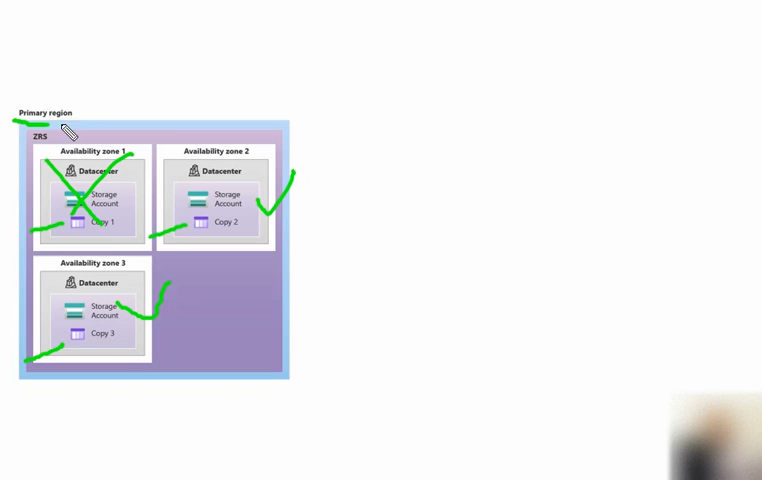 Primary region
ZRS
Availability zone 1
Datacenter
Storage
Account
Copy 1
Availability zone 2
Datacenter
Storage
Account
Copy 2
Availability zone 3
Datacenter
Storage
Account
Copy 3